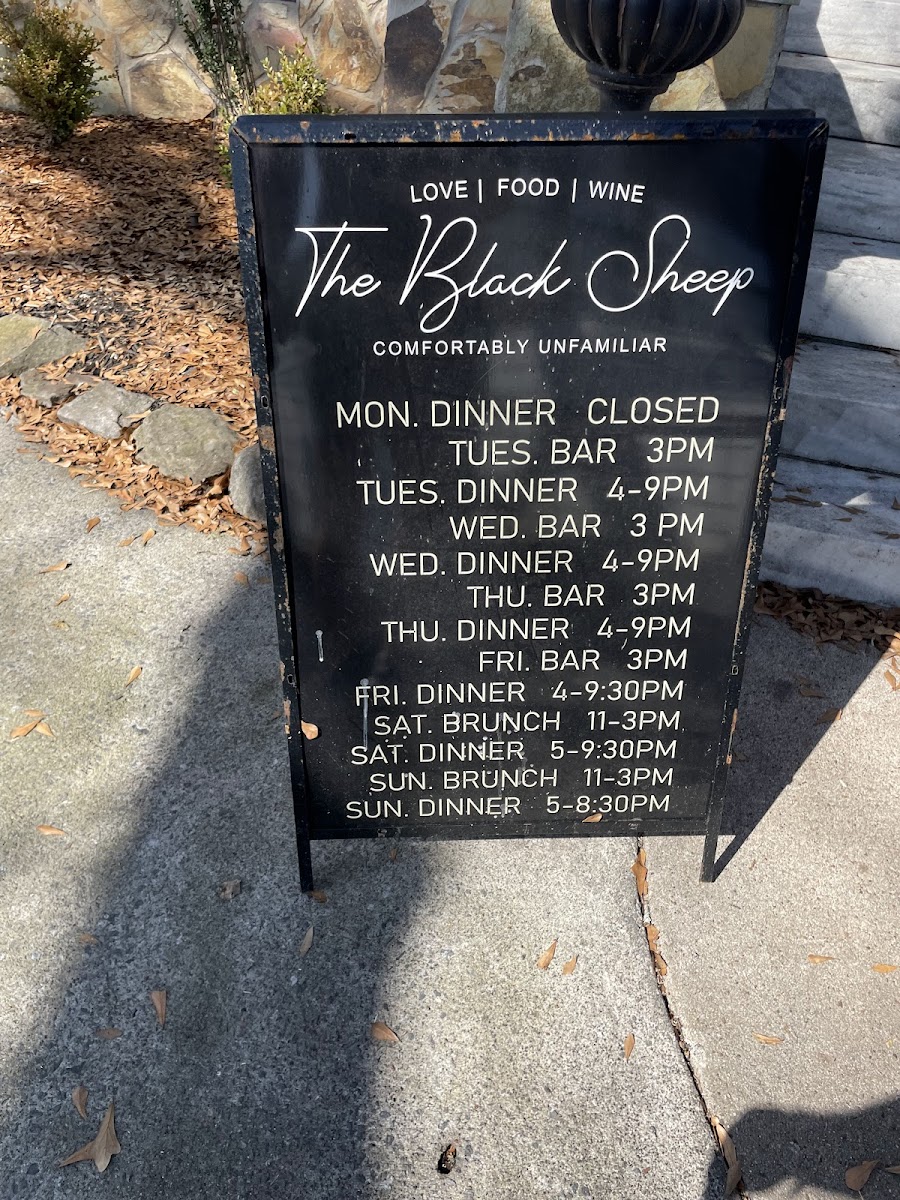 LOVE | FOOD | WINE
The Black Sheep
COMFORTABLY UNFAMILIAR
MON. DINNER CLOSED
TUES. BAR 3PM
TUES. DINNER 4-9PM
WED. BAR 3 PM
WED. DINNER 4-9PM
THU. BAR 3PM
THU. DINNER 4-9PM
FRI. BAR 3PM
FRI. DINNER 4-9:30PM
SAT. BRUNCH 11-3PM
SAT. DINNER 5-9:30PM
SUN. BRUNCH 11-3PM
SUN. DINNER 5-8:30PM